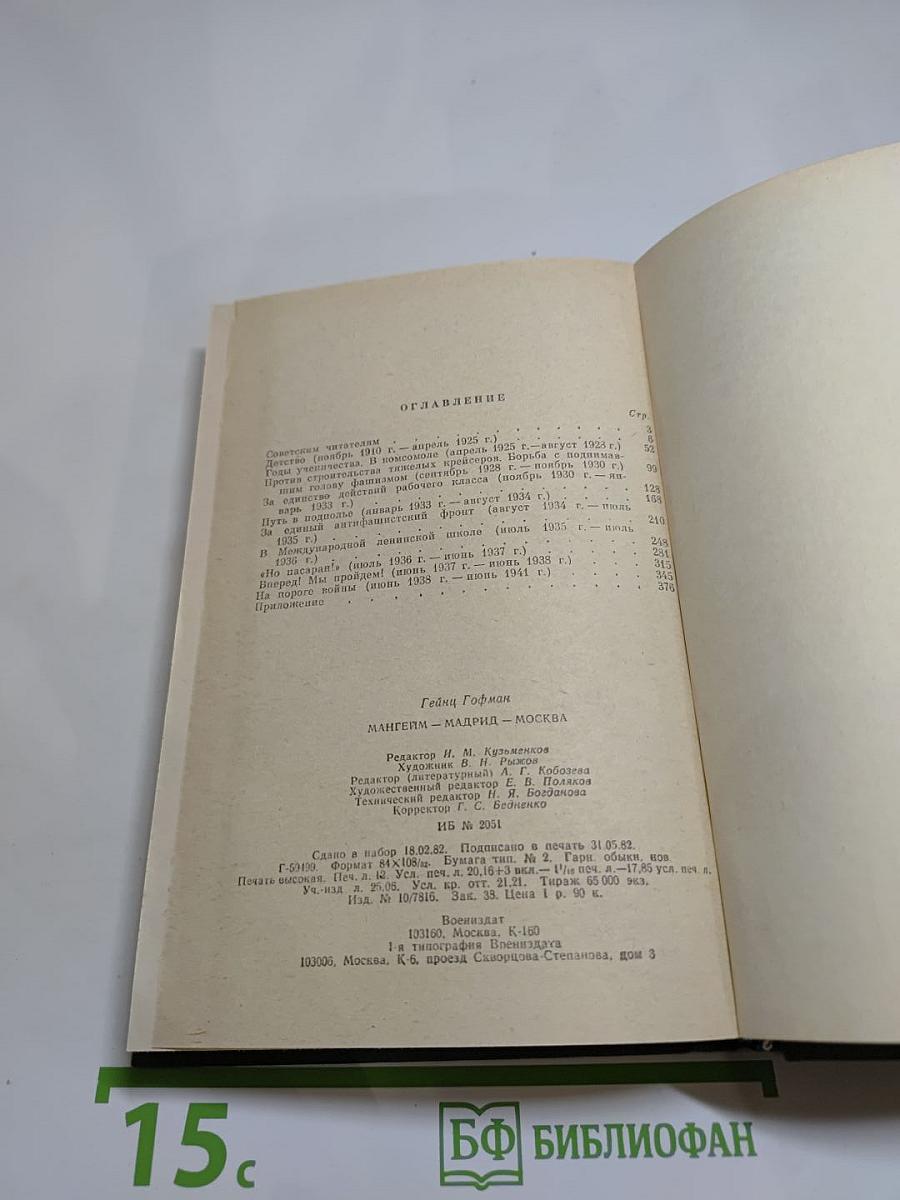 ОГЛАВЛЕНИЕ
Стр.
Советским читателям . . . . . . . . . . 3
Детство (ноябрь 1910 г. — апрель 1925 г.) . . . . . . 6
Годы ученичества. В комсомоле (апрель 1925 г.—август 1928 г.) 52
Против строительства тяжелых крейсеров. Борьба с поднимав-
шим голову фашизмом (сентябрь 1928 г. — ноябрь 1930 г.) 99
За единство действий рабочего класса (ноябрь 1930 г. — ян-
варь 1933 г.) . . . . . . . . . . 128
Путь в подполье (январь 1933 г. — август 1934 г.) . . . . 168
За единый антифашистский фронт (август 1934 г. — июль
1935 г.) . . . . . . . . . . 210
В Международной ленинской школе (июль 1935 г. — июль
1936 г.) . . . . . . . . . . 248
«Но пасаран!» (июль 1936 г. — июнь 1937 г.) . . . . 281
Вперед! Мы пройдем! (июнь 1937 г. — июнь 1938 г.) . . . 315
На пороге войны (июнь 1938 г. — июнь 1941 г.) . . . . 345
Приложение . . . . . . . . . . 376
Гейнц Гофман
МАНГЕЙМ — МАДРИД — МОСКВА
Редактор И. М. Кузьменков
Художник В. Н. Рыжов
Редактор (литературный) А. Г. Кобозева
Художественный редактор Е. В. Поляков
Технический редактор Н. Я. Богданова
Корректор Г. С. Бедненко
ИБ № 2051
Сдано в набор 18.02.82. Подписано в печать 31.05.82.
Г-50499. Формат 84×108/32. Бумага тип. № 2. Гарн. обыкн. нов.
Печать высокая. Печ. л. 12. Усл. печ. л. 20,16+3 вкл.— 1 1/16 печ. л.—17,85 усл. печ. л.
Уч.-изд. л. 25,06. Усл. кр. отт. 21,21. Тираж 65 000 экз.
Изд. № 10/7816. Зак. 38. Цена 1 р. 90 к.
Воениздат
103160, Москва, К-160
1-я типография Воениздата
103006, Москва, К-6, проезд Скворцова-Степанова, дом 3
15 с
БФ БИБЛИОФАН